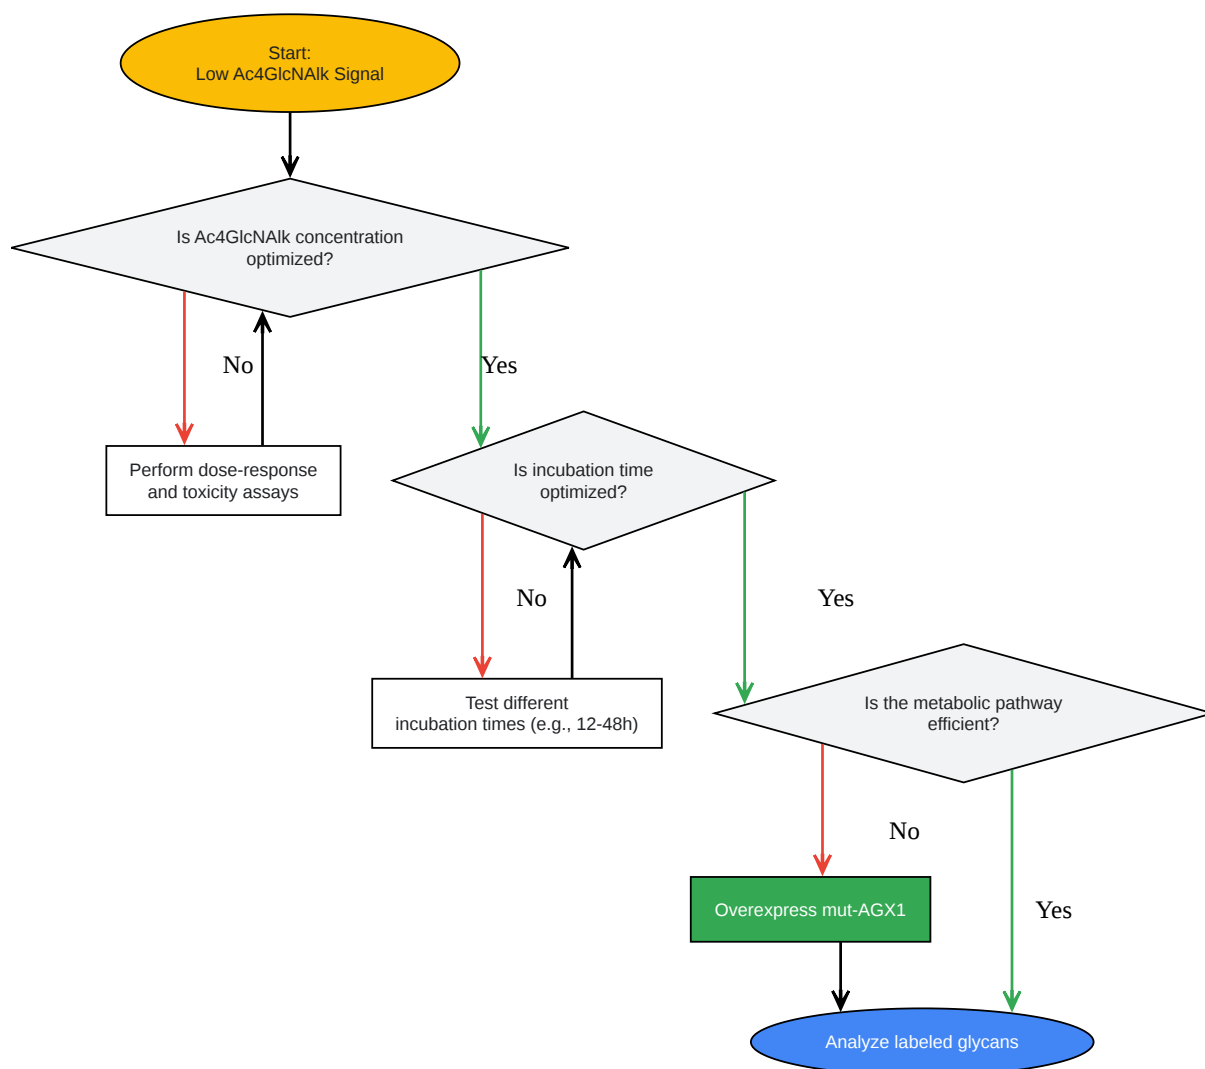 Start:
Low Ac4GlcNAlk Signal
Is Ac4GlcNAlk concentration
optimized?
No
Yes
Perform dose-response
and toxicity assays
Is incubation time
optimized?
No
Yes
Test different
incubation times (e.g., 12-48h)
Is the metabolic pathway
efficient?
No
Yes
Overexpress mut-AGX1
Analyze labeled glycans